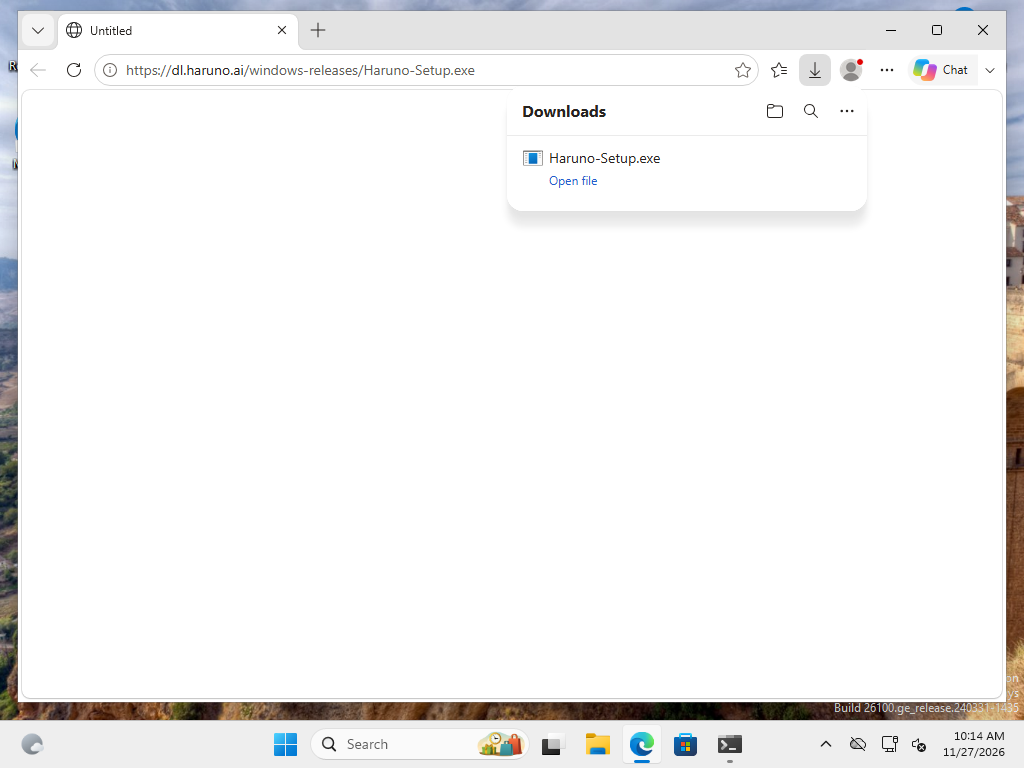 Untitled
https://dl.haruno.ai/windows-releases/Haruno-Setup.exe
Chat
Downloads
Haruno-Setup.exe
Open file
Build 26100.ge_release.240331-1435
Search
10:14 AM
11/27/2026